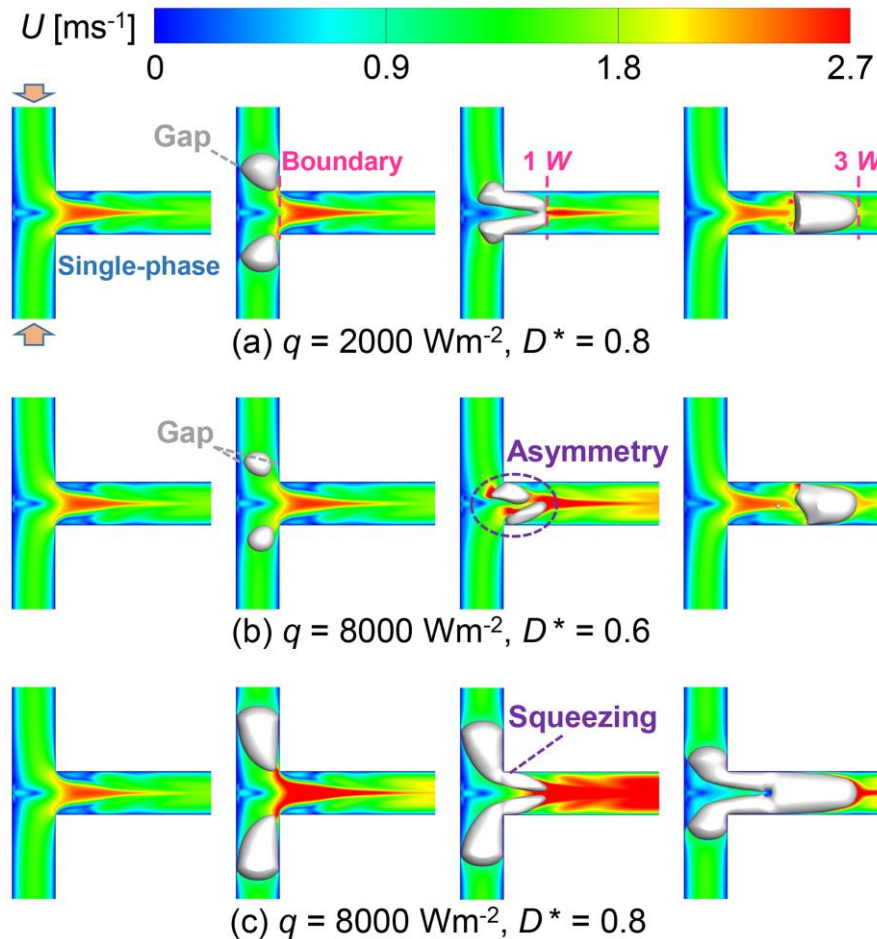 U [ms-1]
0 0.9 1.8 2.7
Gap Boundary 1 W 3 W
Single-phase
(a) q = 2000 Wm-2, D* = 0.8
Gap Asymmetry
(b) q = 8000 Wm-2, D* = 0.6
Squeezing
(c) q = 8000 Wm-2, D* = 0.8